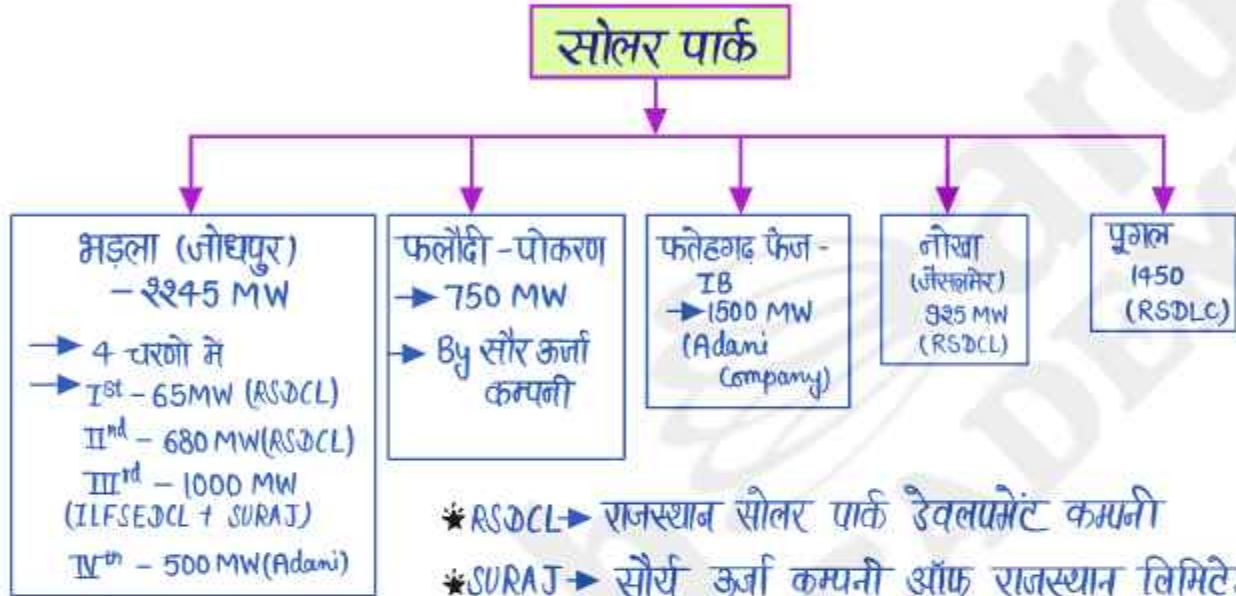 सोलर पार्क
भड़ला (जोधपुर)
- २२45 MW
4 चरणो में
Ist - 65MW (RSDCL)
IInd - 680 MW(RSDCL)
IIIrd - 1000 MW
(ILFSEDCL + SURAJ)
IVth - 500 MW(Adani)
फलौदी - पोकरण
750 MW
By सौर ऊर्जा
कम्पनी
फतेहगढ़ फेज -
IB
1500 MW
(Adani
Company)
नोखा
(जैसलमेर)
925 MW
(RSDCL)
पूगल
1450
(RSDLC)
★RSDCL→ राजस्थान सोलर पार्क डेवलपमेंट कम्पनी
★SURAJ→ सौर्य ऊर्जा कम्पनी ऑफ राजस्थान